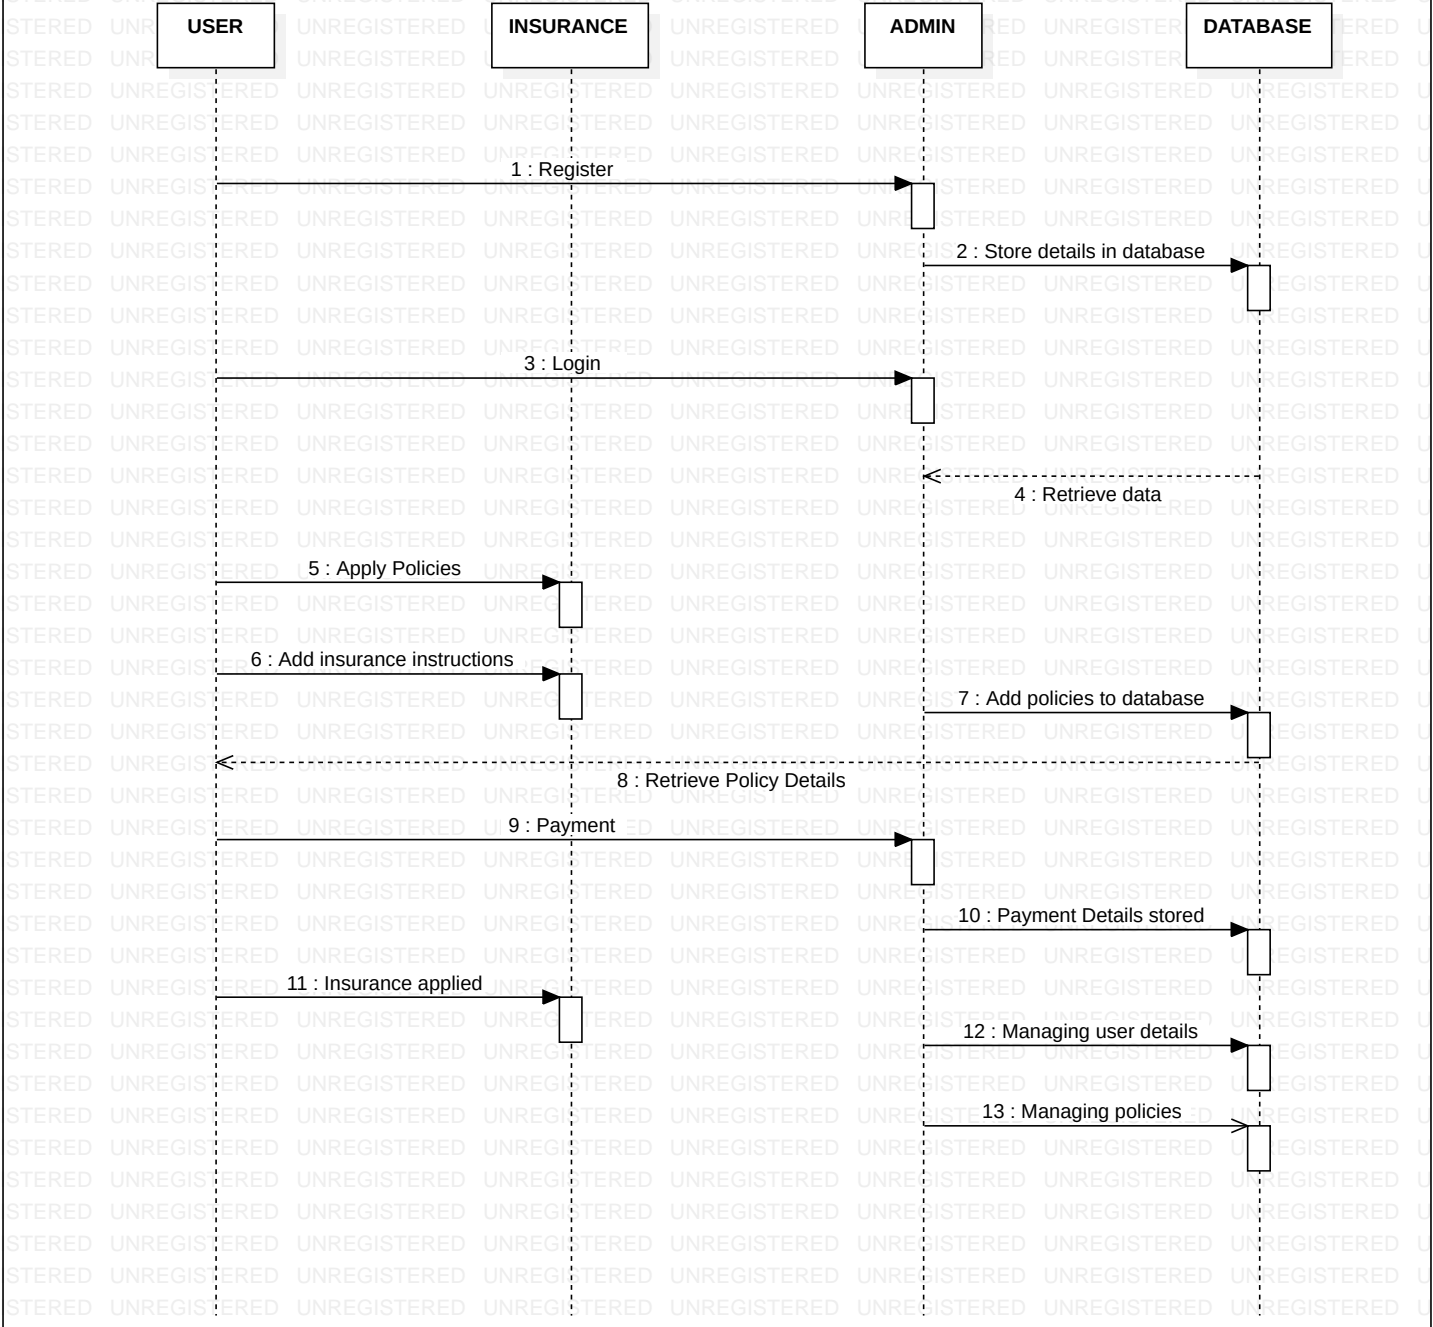 USER
INSURANCE
ADMIN
DATABASE
1 : Register
2 : Store details in database
3 : Login
4 : Retrieve data
5 : Apply Policies
6 : Add insurance instructions
7 : Add policies to database
8 : Retrieve Policy Details
9 : Payment
10 : Payment Details stored
11 : Insurance applied
12 : Managing user details
13 : Managing policies
UNREGISTERED